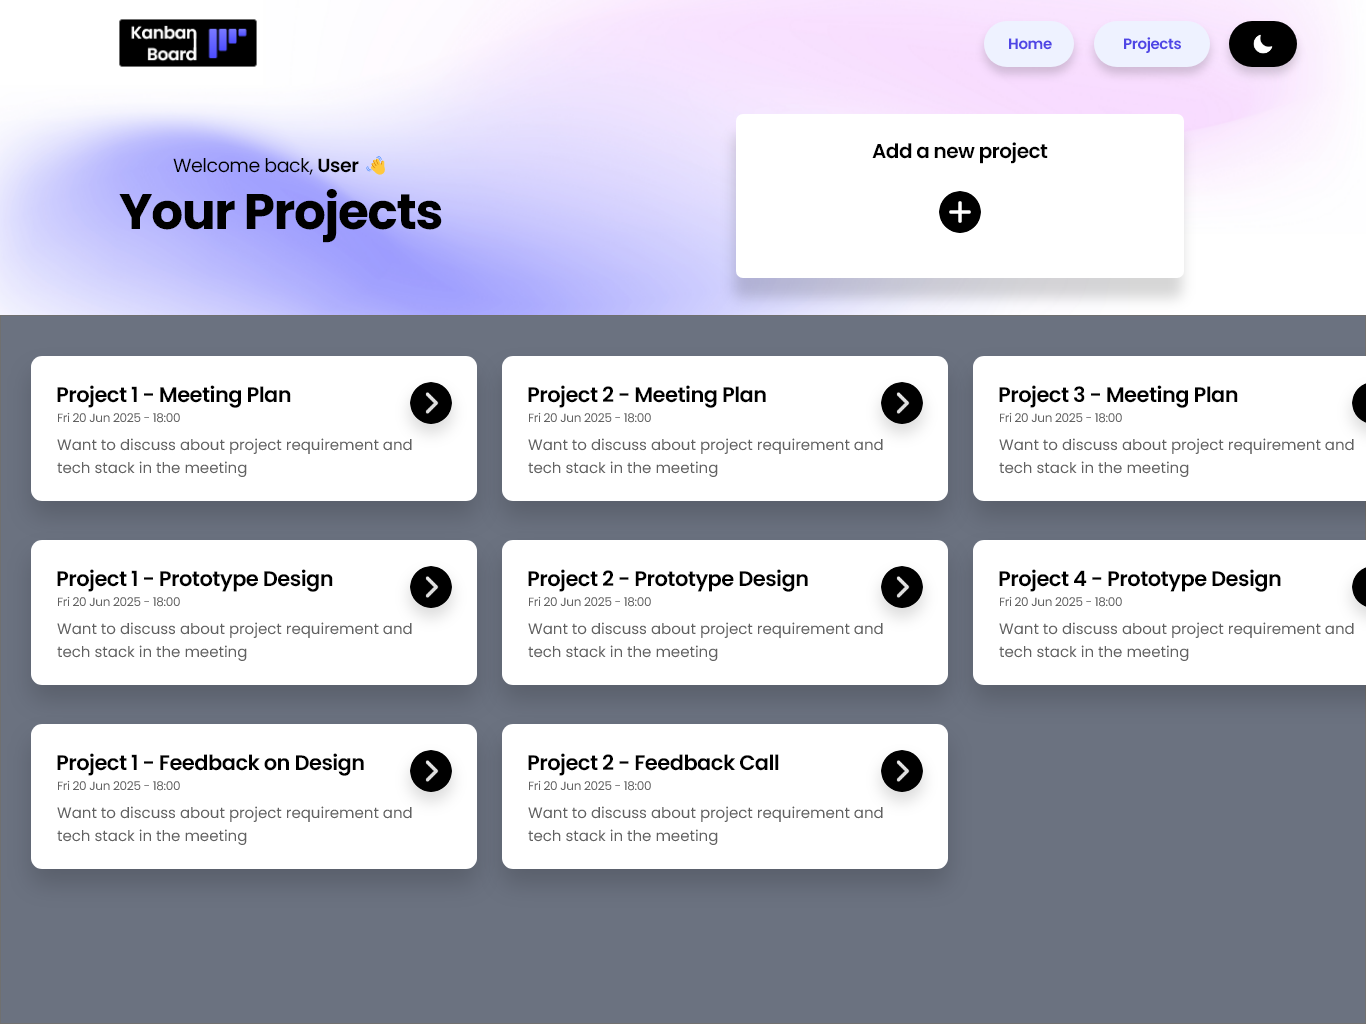 Kanban
Board
Home
Projects
Welcome back, User 👋
Your Projects
Add a new project
Project 1 - Meeting Plan
Fri 20 Jun 2025 - 18:00
Want to discuss about project requirement and
tech stack in the meeting
Project 2 - Meeting Plan
Fri 20 Jun 2025 - 18:00
Want to discuss about project requirement and
tech stack in the meeting
Project 3 - Meeting Plan
Fri 20 Jun 2025 - 18:00
Want to discuss about project requirement and
tech stack in the meeting
Project 1 - Prototype Design
Fri 20 Jun 2025 - 18:00
Want to discuss about project requirement and
tech stack in the meeting
Project 2 - Prototype Design
Fri 20 Jun 2025 - 18:00
Want to discuss about project requirement and
tech stack in the meeting
Project 4 - Prototype Design
Fri 20 Jun 2025 - 18:00
Want to discuss about project requirement and
tech stack in the meeting
Project 1 - Feedback on Design
Fri 20 Jun 2025 - 18:00
Want to discuss about project requirement and
tech stack in the meeting
Project 2 - Feedback Call
Fri 20 Jun 2025 - 18:00
Want to discuss about project requirement and
tech stack in the meeting